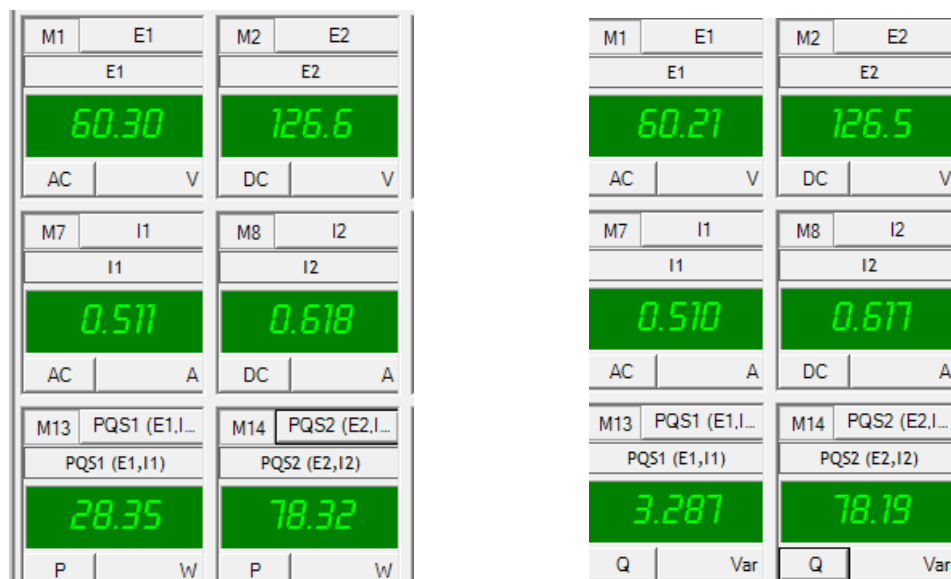 M1 E1 M2 E2
E1 E2
60.30 126.6
AC V DC V
M7 I1 M8 I2
I1 I2
0.511 0.618
AC A DC A
M13 PQS1 (E1,I... M14 PQS2 (E2,I...
PQS1 (E1,I1) PQS2 (E2,I2)
28.35 78.32
P W P W
M1 E1 M2 E2
E1 E2
60.21 126.5
AC V DC V
M7 I1 M8 I2
I1 I2
0.510 0.617
AC A DC A
M13 PQS1 (E1,I... M14 PQS2 (E2,I...
PQS1 (E1,I1) PQS2 (E2,I2)
3.287 78.19
Q Var Q Var